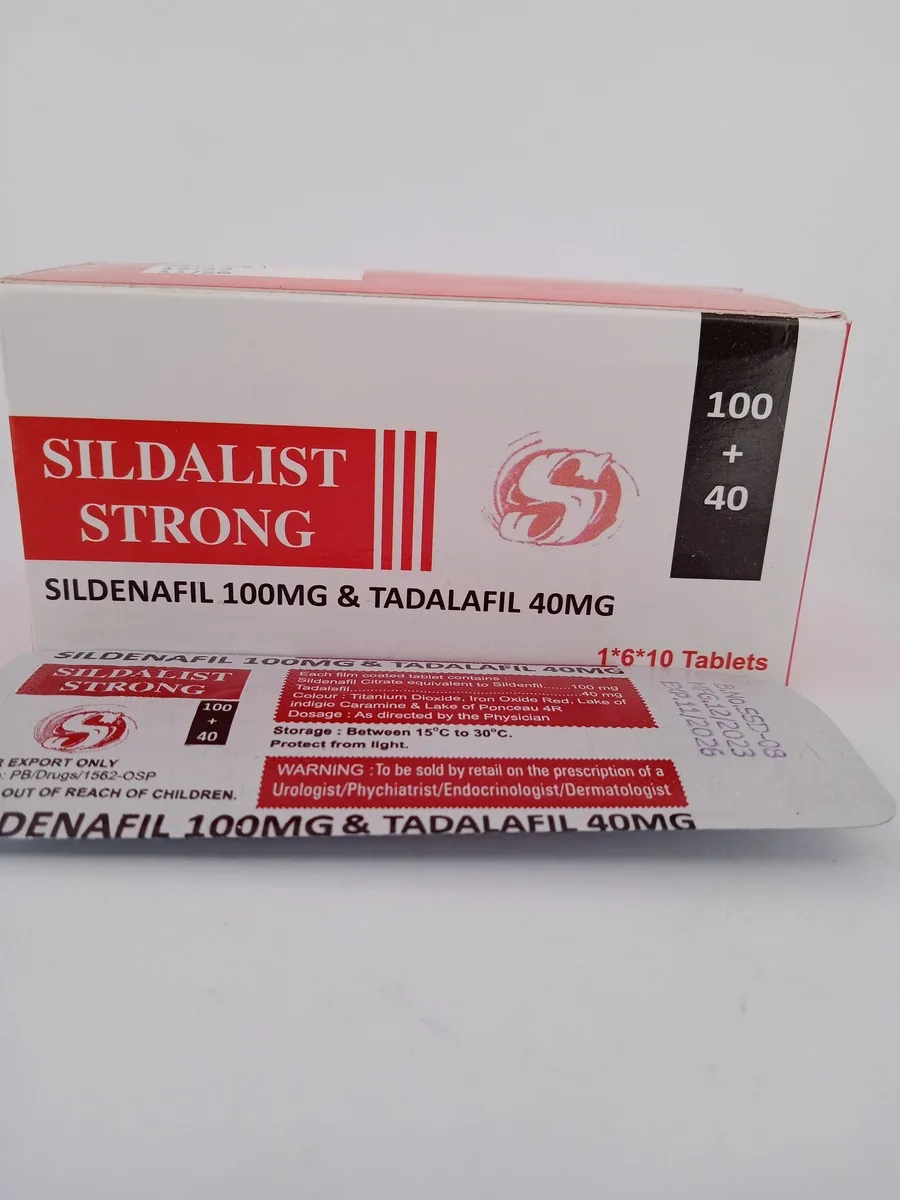 SILDALIST
STRONG
100
+
40
SILDENAFIL 100MG & TADALAFIL 40MG
1*6*10 Tablets
SILDENAFIL 100MG & TADALAFIL 40MG
SILDALIST
STRONG
100
+
40
EXPORT ONLY
: PB/Drugs/1562-OSP
OUT OF REACH OF CHILDREN.
Each film coated tablet contains
Sildenafil Citrate equivalent to Sildenfil.......100 mg
Tadalefil.......40 mg
Colour : Titanium Dioxide, Iron Oxide Red, Lake of
indigio Caramine & Lake of Ponceau 4R
Dosage : As directed by the Physician
Storage : Between 15°C to 30°C.
Protect from light.
WARNING : To be sold by retail on the prescription of a
Urologist/Phychiatrist/Endocrinologist/Dermatologist
12/2023
EXP.11/2026
DENAFIL 100MG & TADALAFIL 40MG